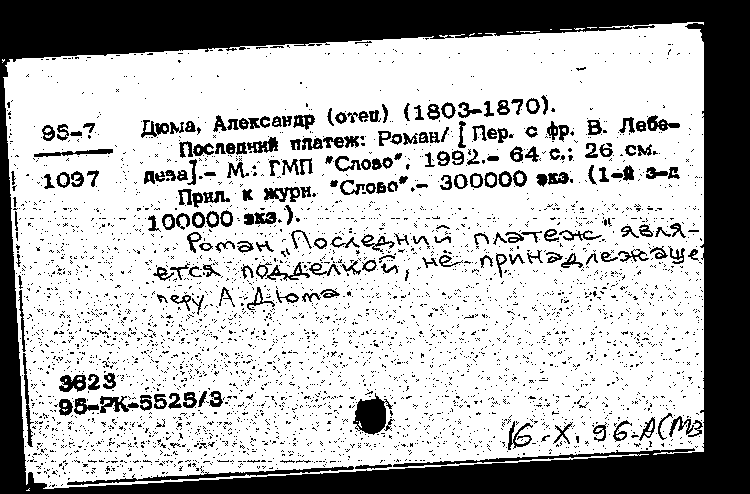 95-7
1097
Дюма, Александр (отец) (1803-1870).
Последний платеж: Роман/ [Пер. с фр. В. Лебе-
дева].- М.: ГМП "Слово", 1992.- 64 с.; 26 см.
Прил. к журн. "Слово".- 300000 экз. (1-й з-д
100000 экз.).
Роман „Последний платеж" явля-
ется подделкой, не принадлежаще
перу А. Дюма.
3623
95-РК-5525/3
16.X.96